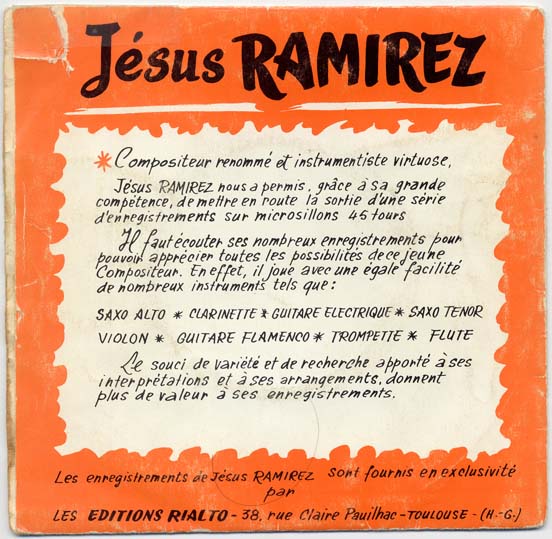 Jésus RAMIREZ
* Compositeur renommé et instrumentiste virtuose,
Jésus RAMIREZ nous a permis, grâce à sa grande
compétence, de mettre en route la sortie d'une série
d'enregistrements sur microsillons 45 tours
Il faut écouter ses nombreux enregistrements pour
pouvoir apprécier toutes les possibilités de ce jeune
Compositeur. En effet, il joue avec une égale facilité
de nombreux instruments tels que :
SAXO ALTO * CLARINETTE * GUITARE ELECTRIQUE * SAXO TENOR
VIOLON * GUITARE FLAMENCO * TROMPETTE * FLUTE
Le souci de variété et de recherche apporté à ses
interprétations et à ses arrangements, donnent
plus de valeur à ses enregistrements.
Les enregistrements de Jésus RAMIREZ sont fournis en exclusivité
par
LES EDITIONS RIALTO - 38, rue Claire Pauilhac - TOULOUSE - (H.-G.)